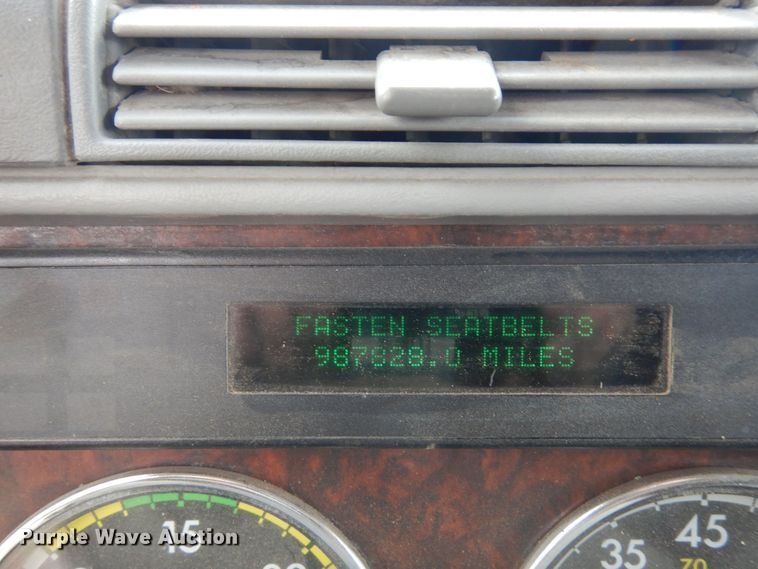 FASTEN SEATBELTS
987828.0 MILES
15
45
35
70
Purple Wave Auction